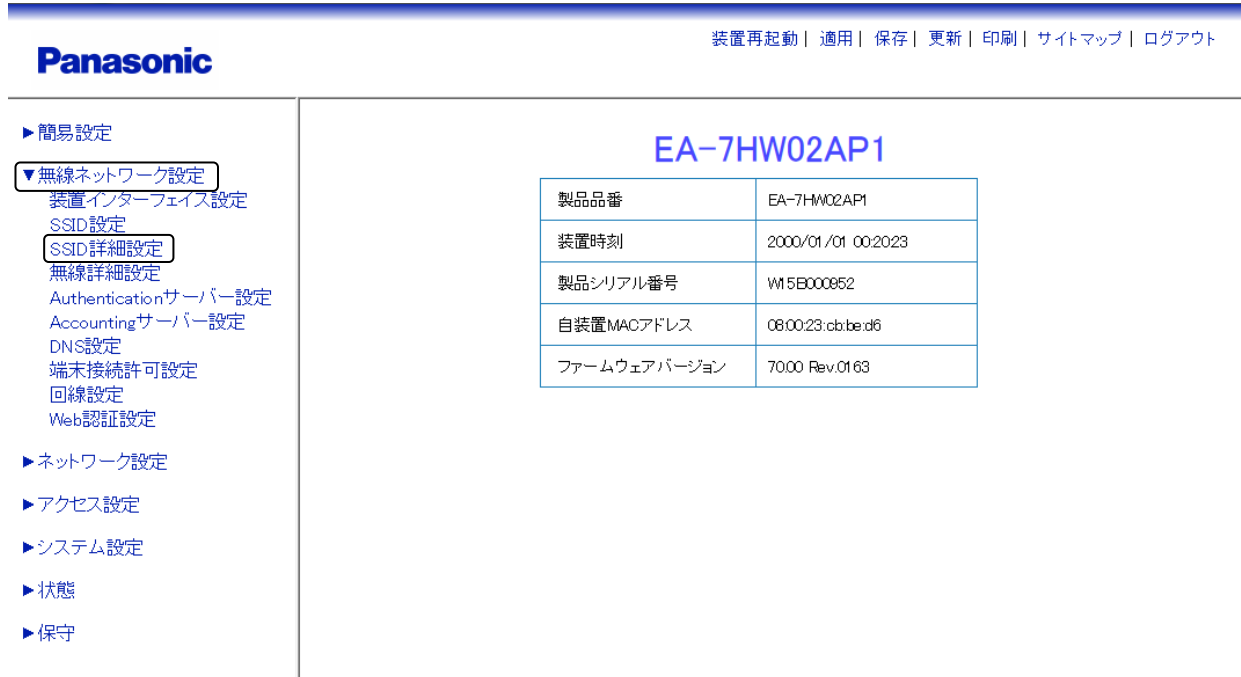 Panasonic
装置再起動 | 適用 | 保存 | 更新 | 印刷 | サイトマップ | ログアウト
▶簡易設定
▼無線ネットワーク設定
装置インターフェイス設定
SSID設定
SSID詳細設定
無線詳細設定
Authenticationサーバー設定
Accountingサーバー設定
DNS設定
端末接続許可設定
回線設定
Web認証設定
▶ネットワーク設定
▶アクセス設定
▶システム設定
▶状態
▶保守
EA-7HW02AP1
製品品番 EA-7HW02AP1
装置時刻 2000/01/01 00:20:23
製品シリアル番号 W15B000952
自装置MACアドレス 08:00:23:cb:be:d6
ファームウェアバージョン 70.00 Rev.0163